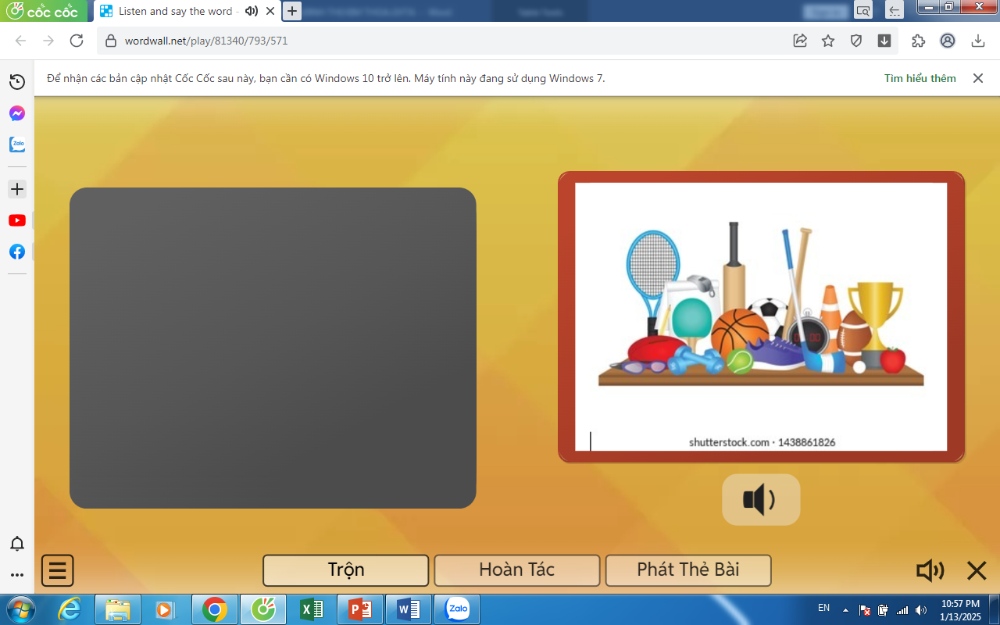 cốc cốc
Listen and say the word -
wordwall.net/play/81340/793/571
Để nhận các bản cập nhật Cốc Cốc sau này, bạn cần có Windows 10 trở lên. Máy tính này đang sử dụng Windows 7.
Tìm hiểu thêm
Zalo
shutterstock.com · 1438861826
Trộn
Hoàn Tác
Phát Thẻ Bài
Zalo
EN
10:57 PM
1/13/2025